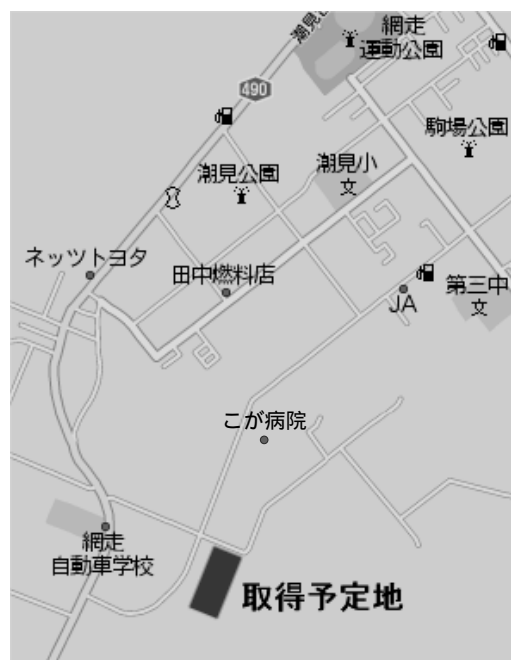 潮見
網走
運動公園
490
駒場公園
潮見公園
潮見小
文
ネッツトヨタ
田中燃料店
JA
第三中
文
こが病院
網走
自動車学校
取得予定地